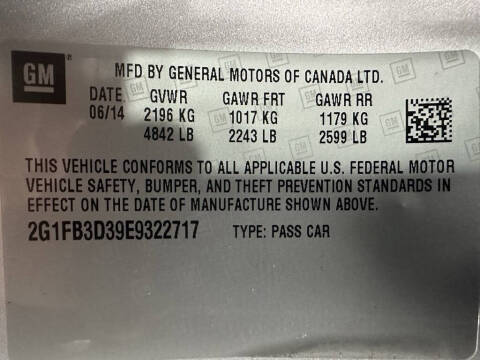 GM ®
MFD BY GENERAL MOTORS OF CANADA LTD.
DATE GVWR GAWR FRT GAWR RR
06/14 2196 KG 1017 KG 1179 KG
4842 LB 2243 LB 2599 LB
THIS VEHICLE CONFORMS TO ALL APPLICABLE U.S. FEDERAL MOTOR
VEHICLE SAFETY, BUMPER, AND THEFT PREVENTION STANDARDS IN
EFFECT ON THE DATE OF MANUFACTURE SHOWN ABOVE.
2G1FB3D39E9322717 TYPE: PASS CAR